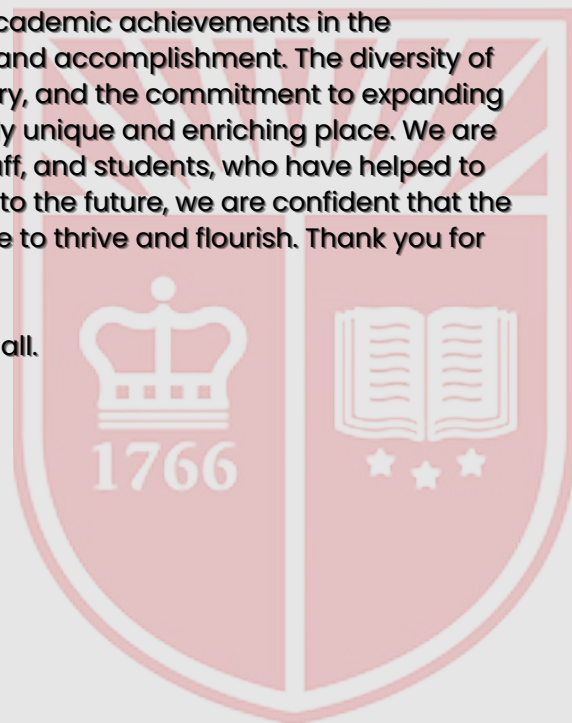 cademic achievements in the
and accomplishment. The diversity of
ry, and the commitment to expanding
y unique and enriching place. We are
ff, and students, who have helped to
to the future, we are confident that the
e to thrive and flourish. Thank you for
all.
1766